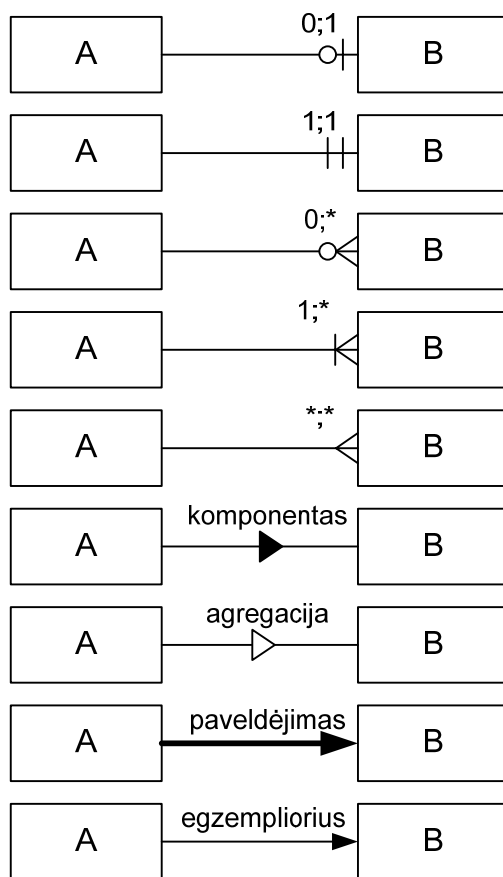 0;1
A B
1;1
A B
0;*
A B
1;*
A B
*;*
A B
komponentas
A B
agregacija
A B
paveldėjimas
A B
egzempliorius
A B